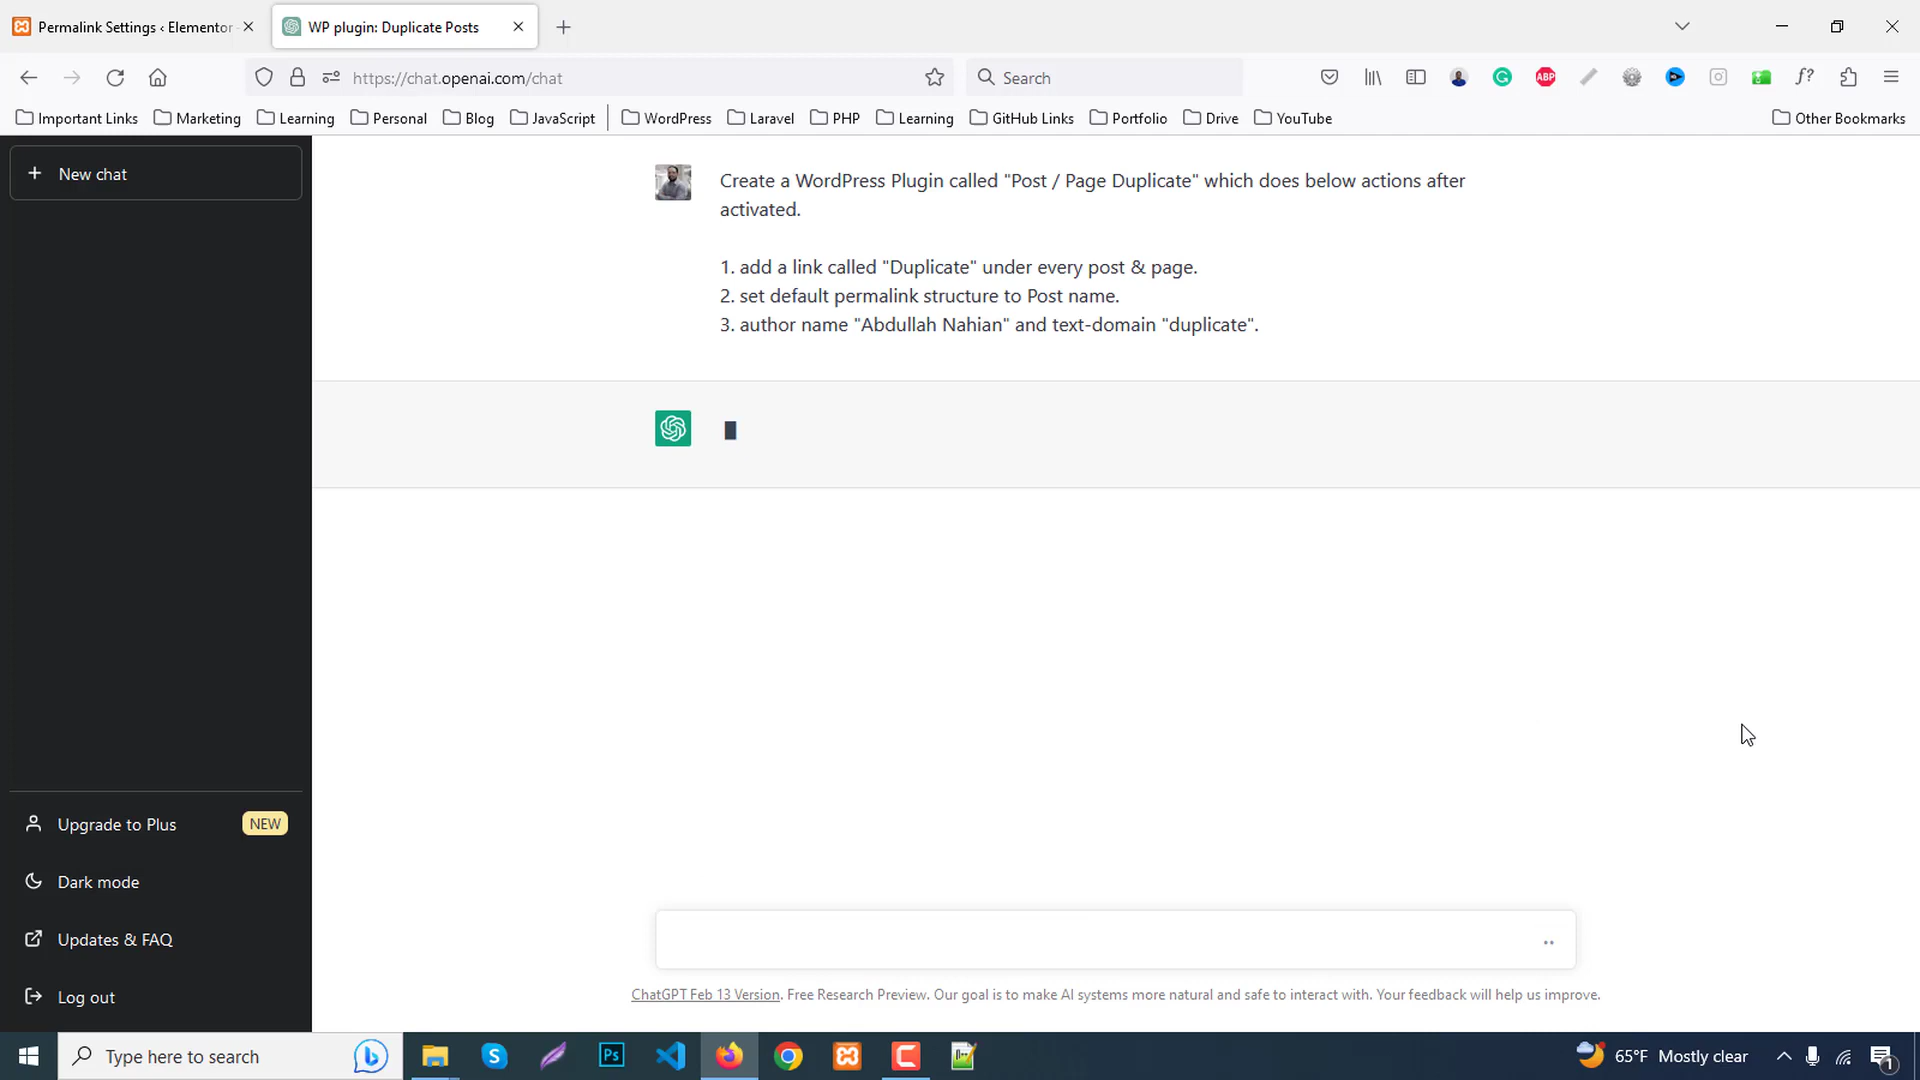 Permalink Settings ‹ Elementor
WP plugin: Duplicate Posts
https://chat.openai.com/chat
Search
ABP
f?
Important Links
Marketing
Learning
Personal
Blog
JavaScript
WordPress
Laravel
PHP
Learning
GitHub Links
Portfolio
Drive
YouTube
Other Bookmarks
New chat
Create a WordPress Plugin called "Post / Page Duplicate" which does below actions after
activated.
1. add a link called "Duplicate" under every post & page.
2. set default permalink structure to Post name.
3. author name "Abdullah Nahian" and text-domain "duplicate".
Upgrade to Plus
NEW
Dark mode
Updates & FAQ
Log out
ChatGPT Feb 13 Version. Free Research Preview. Our goal is to make AI systems more natural and safe to interact with. Your feedback will help us improve.
Type here to search
Ps
65°F Mostly clear
1